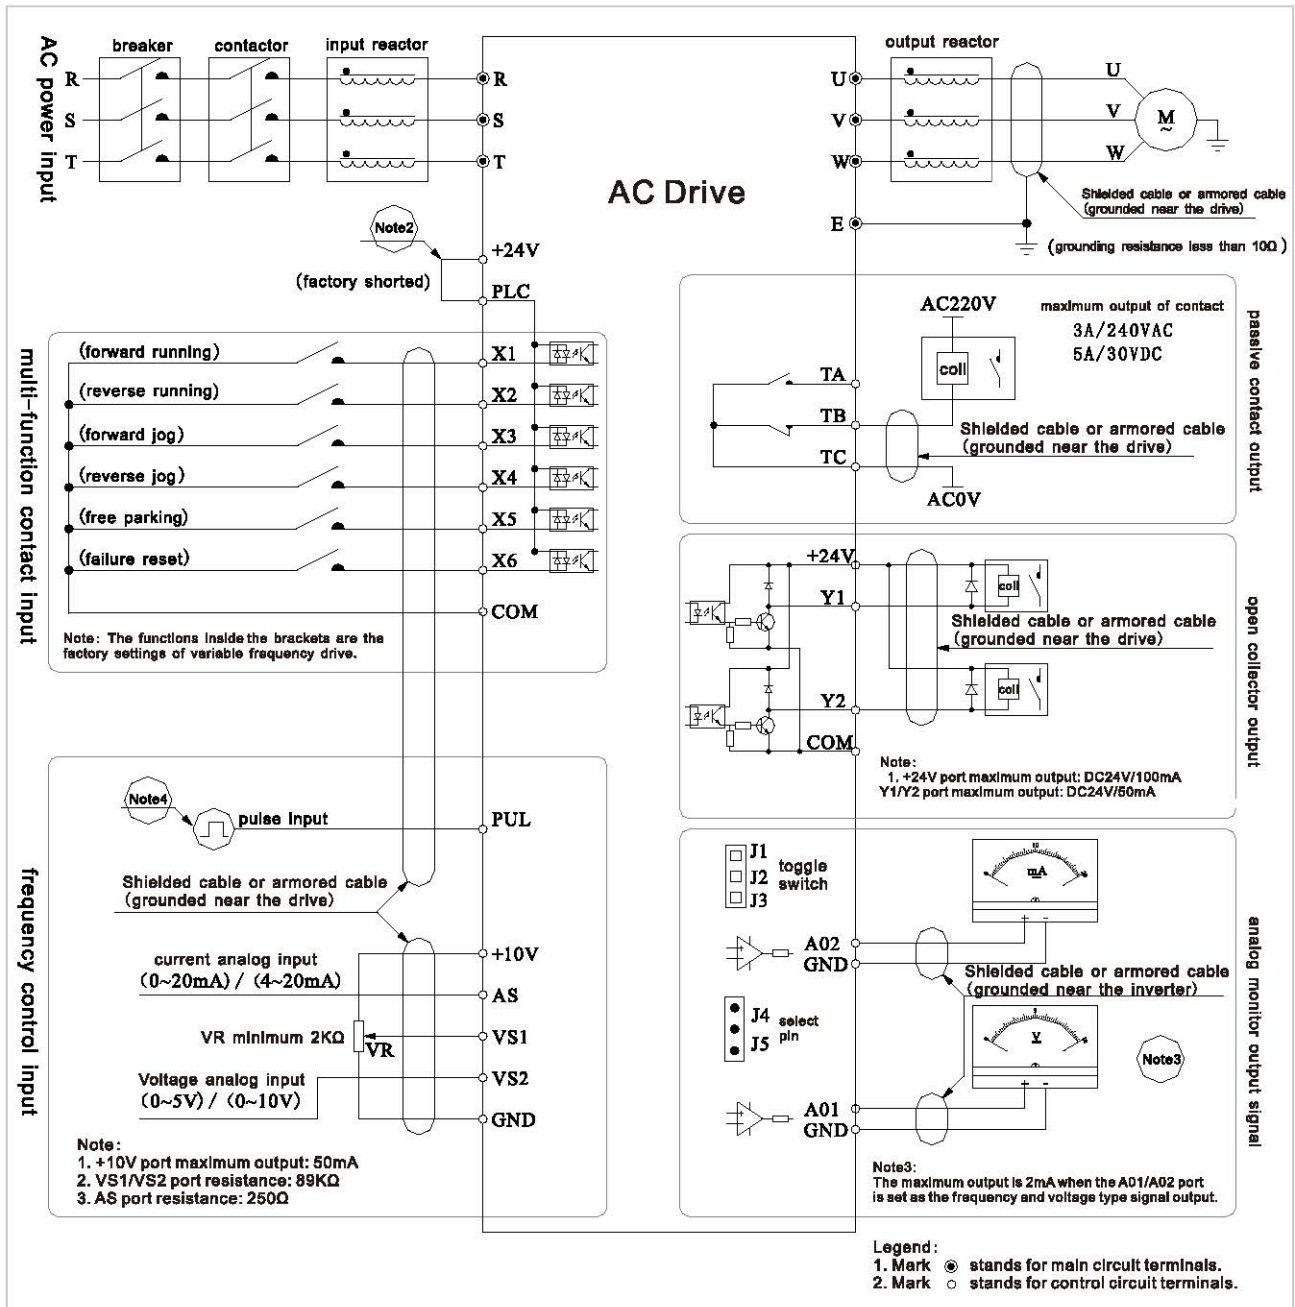 AC power input
breaker
contactor
input reactor
R
S
T
R
S
T
AC Drive
output reactor
U
V
W
U
V
W
M
~
Shielded cable or armored cable
(grounded near the drive)
E
(grounding resistance less than 10Ω)
Note2
+24V
(factory shorted)
PLC
multi-function contact input
(forward running)
X1
(reverse running)
X2
(forward jog)
X3
(reverse jog)
X4
(free parking)
X5
(failure reset)
X6
COM
Note: The functions inside the brackets are the
factory settings of variable frequency drive.
passive contact output
AC220V
maximum output of contact
3A/240VAC
5A/30VDC
coil
TA
TB
TC
Shielded cable or armored cable
(grounded near the drive)
AC0V
open collector output
+24V
Y1
coil
Shielded cable or armored cable
(grounded near the drive)
Y2
coil
COM
Note:
1. +24V port maximum output: DC24V/100mA
Y1/Y2 port maximum output: DC24V/50mA
frequency control input
Note4
pulse input
PUL
Shielded cable or armored cable
(grounded near the drive)
+10V
current analog input
(0~20mA) / (4~20mA)
AS
VR minimum 2KΩ
VR
VS1
Voltage analog input
(0~5V) / (0~10V)
VS2
GND
Note:
1. +10V port maximum output: 50mA
2. VS1/VS2 port resistance: 89KΩ
3. AS port resistance: 250Ω
analog monitor output signal
J1
J2
J3
toggle
switch
mA
+ -
A02
GND
Shielded cable or armored cable
(grounded near the inverter)
J4
J5
select
pin
V
+ -
Note3
A01
GND
Note3:
The maximum output is 2mA when the A01/A02 port
is set as the frequency and voltage type signal output.
Legend:
1. Mark stands for main circuit terminals.
2. Mark stands for control circuit terminals.